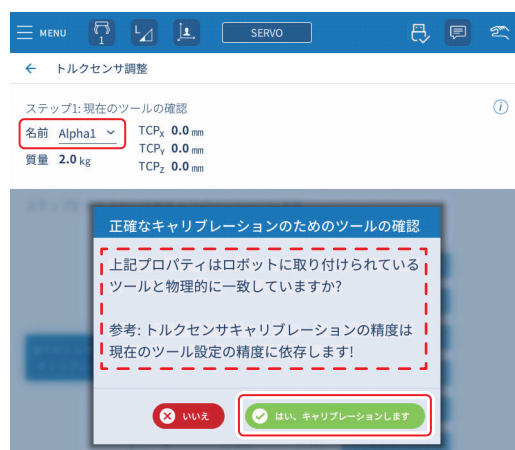 MENU
1
SERVO
トルクセンサ調整
ステップ1: 現在のツールの確認
名前 Alpha1 TCPX 0.0 mm
TCPY 0.0 mm
質量 2.0 kg
TCPZ 0.0 mm
正確なキャリブレーションのためのツールの確認
上記プロパティはロボットに取り付けられている
ツールと物理的に一致していますか?
参考: トルクセンサキャリブレーションの精度は
現在のツール設定の精度に依存します!
いいえ
はい、キャリブレーションします